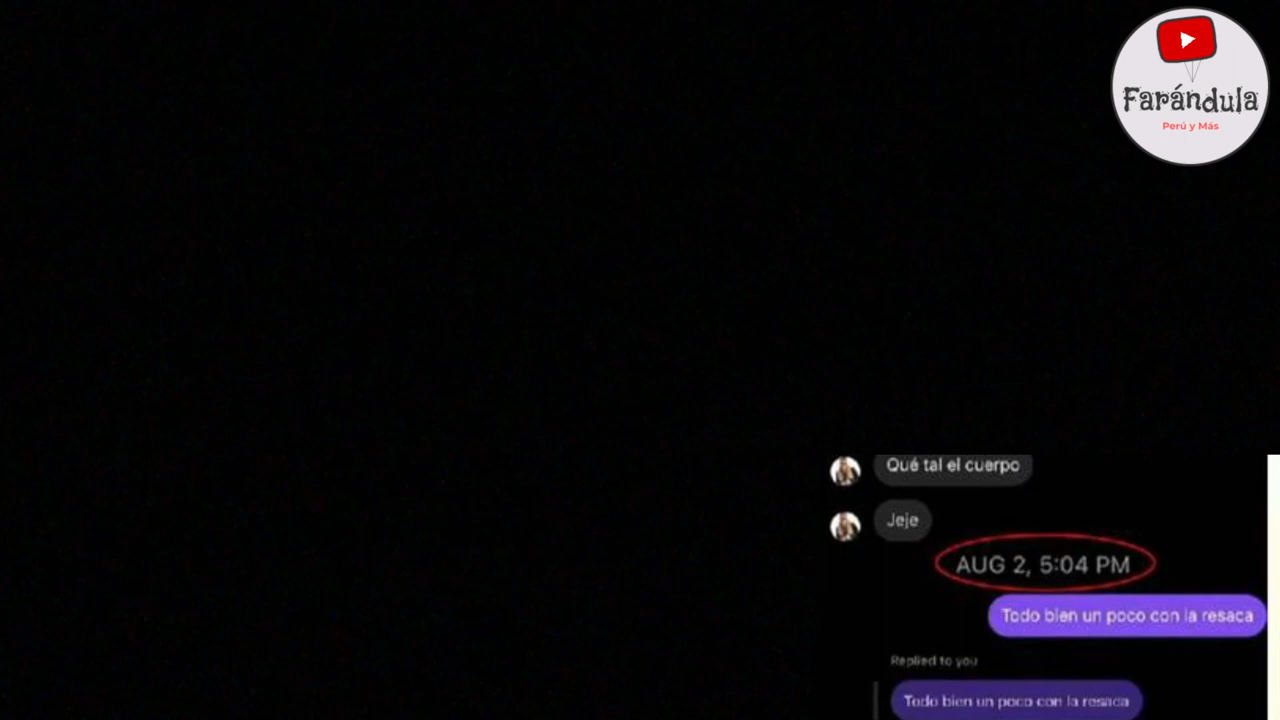 Farándula
Perú y Más
Qué tal el cuerpo
Jeje
AUG 2, 5:04 PM
Todo bien un poco con la resaca
Replied to you
Todo bien un poco con la resaca